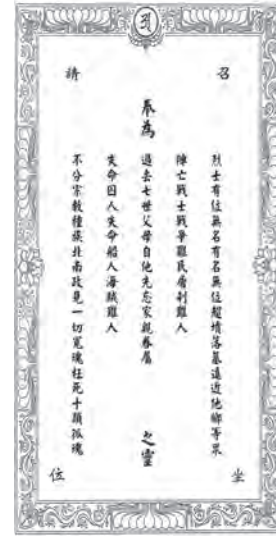 召請
奉為
烈士有位無名有名無位超墳落墓遠近他鄉等眾
陣亡戰士戰爭難民難人
過去七世父母自他先忘家親眷屬
失命囚人失命船人海賊難人
不分宗教種族北南政見一切冤魂枉死十類孤魂
之靈
坐位